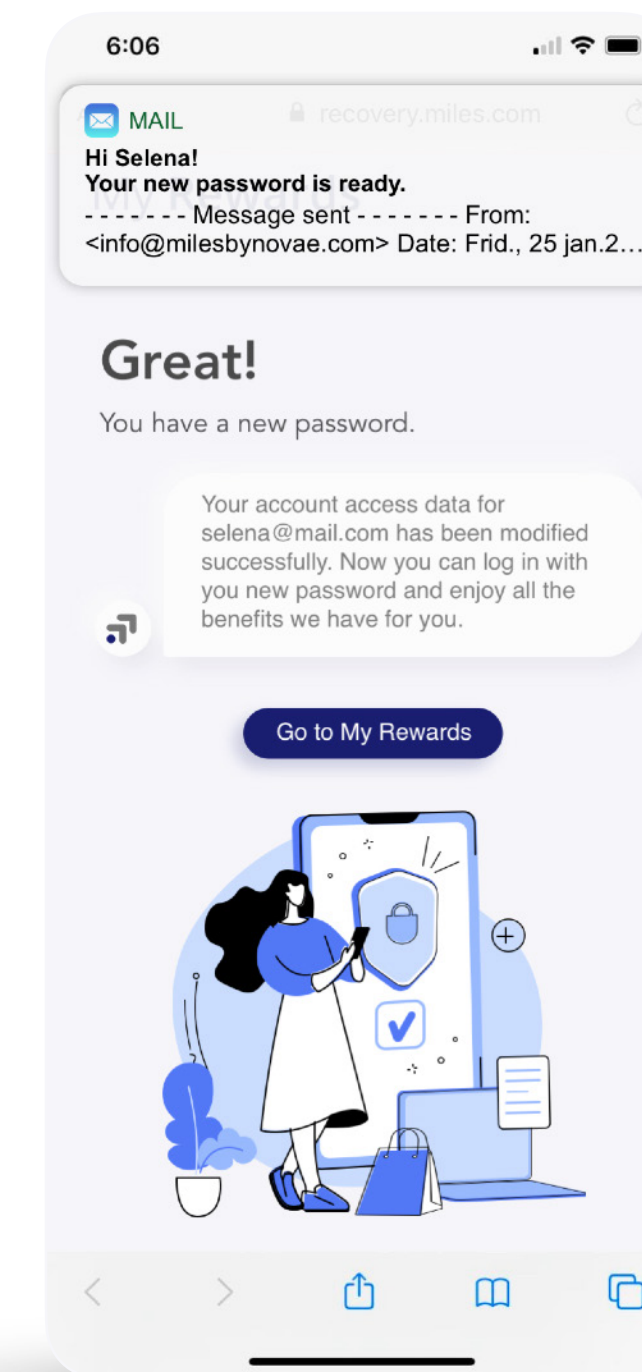 6:06
recovery.miles.com
MAIL
Hi Selena!
Your new password is ready.
My Rewards
- - - - - - - Message sent - - - - - - - From:
<info@milesbynovae.com> Date: Frid., 25 jan.2...
Great!
You have a new password.
Your account access data for
selena@mail.com has been modified
successfully. Now you can log in with
you new password and enjoy all the
benefits we have for you.
Go to My Rewards